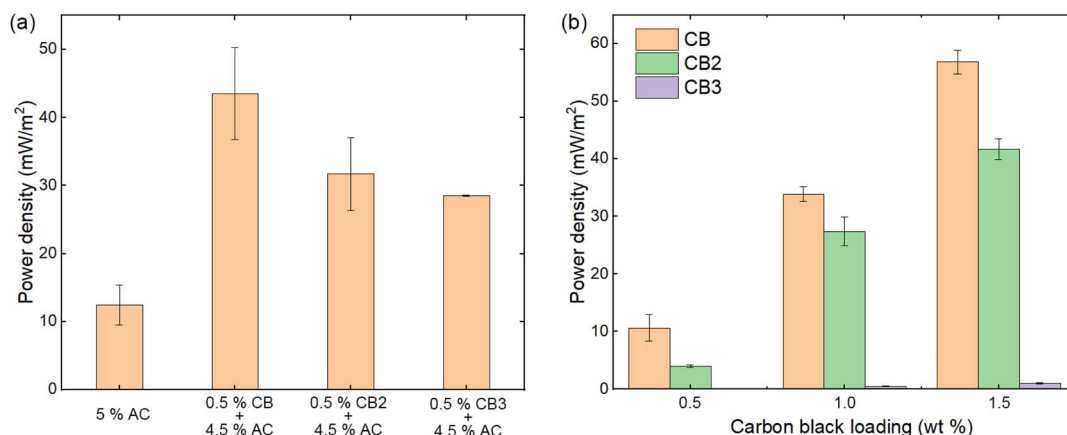 (a)
Power density (mW/m²)
50
40
30
20
10
0
5 % AC
0.5 % CB
+
4.5 % AC
0.5 % CB2
+
4.5 % AC
0.5 % CB3
+
4.5 % AC
(b)
Power density (mW/m²)
60
50
40
30
20
10
0
CB
CB2
CB3
0.5
1.0
1.5
Carbon black loading (wt %)